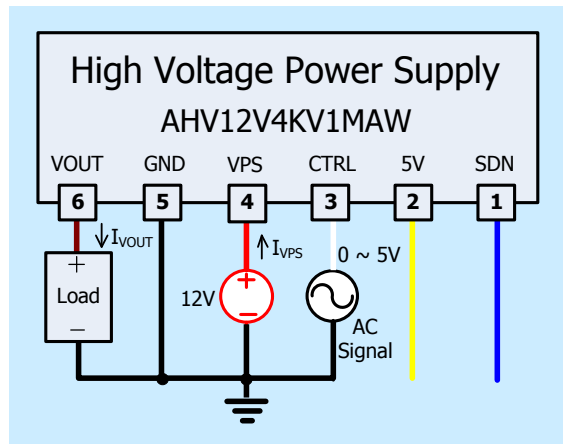 High Voltage Power Supply
AHV12V4KV1MAW
VOUT GND VPS CTRL 5V SDN
6 5 4 3 2 1
IVOUT IVPS 0 ~ 5V
+ +
Load 12V
− −
AC
Signal